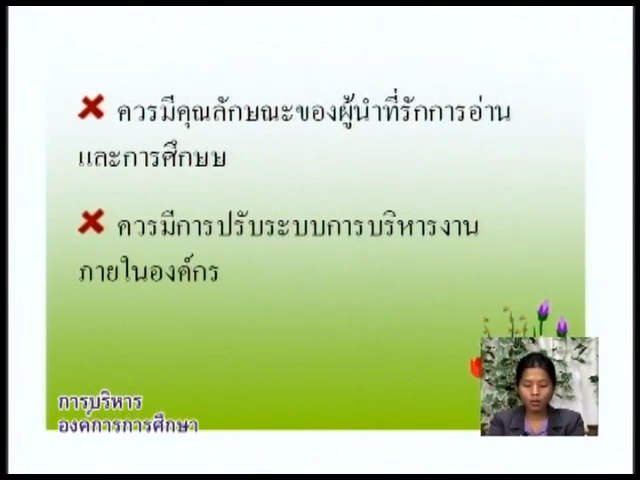 ควรมีคุณลักษณะของผู้นำที่รักการอ่าน
และการศึกษษ
ควรมีการปรับระบบการบริหารงาน
ภายในองค์กร
การบริหาร
องค์การการศึกษา